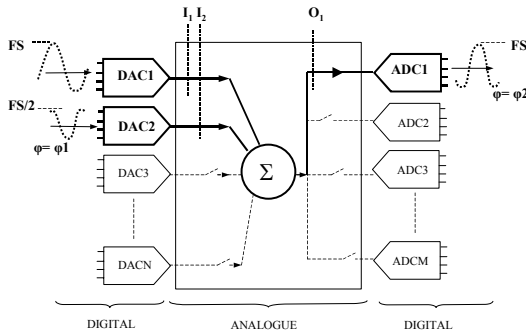 I₁ I₂ O₁
FS DAC1 ADC1 FS
FS/2 DAC2 ADC2
φ= φ1 φ= φ2
DAC3 Σ ADC3
DACN ADCM
DIGITAL ANALOGUE DIGITAL